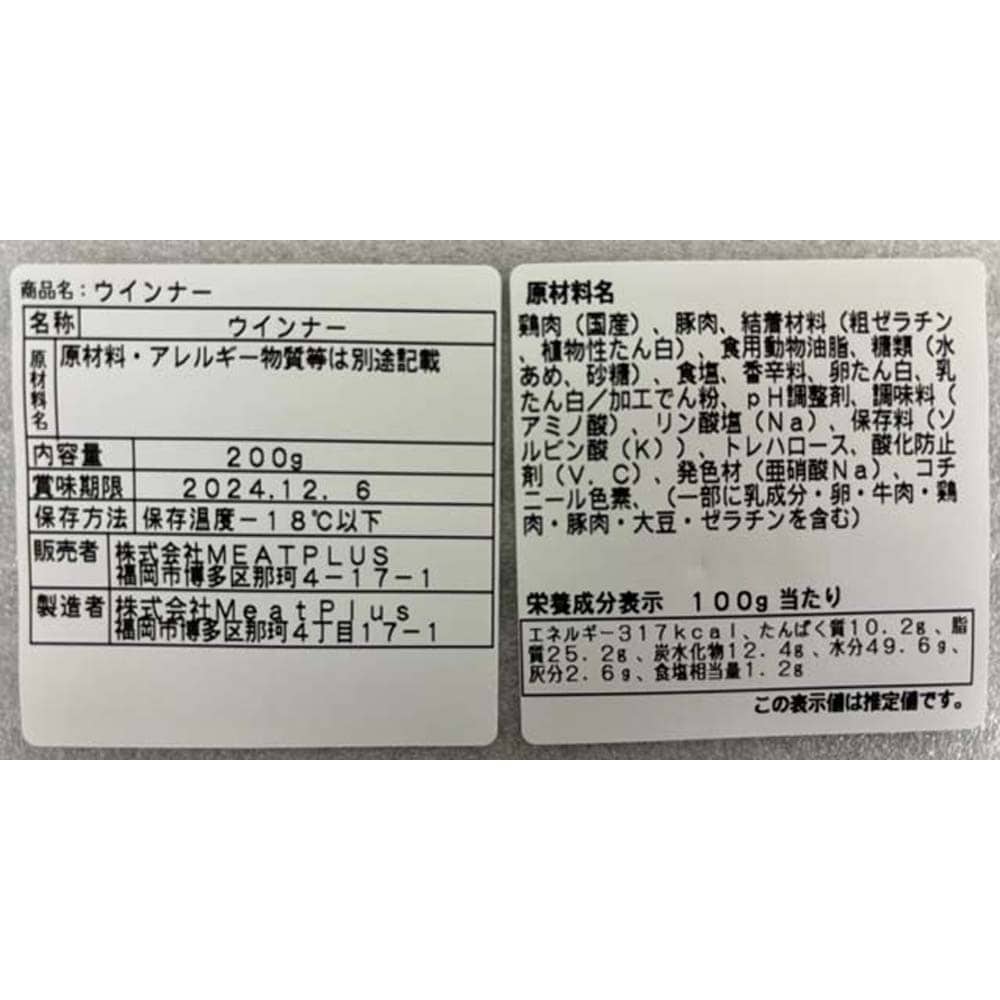 商品名：ウインナー
名称 ウインナー
原材料名 原材料・アレルギー物質等は別途記載
内容量 200g
賞味期限 2024.12. 6
保存方法 保存温度－18℃以下
販売者 株式会社ＭＥＡＴＰＬＵＳ
福岡市博多区那珂４－１７－１
製造者 株式会社ＭｅａｔＰｌｕｓ
福岡市博多区那珂４丁目１７－１
原材料名
鶏肉（国産）、豚肉、結着材料（粗ゼラチン
、植物性たん白）、食用動物油脂、糖類（水
あめ、砂糖）、食塩、香辛料、卵たん白、乳
たん白／加工でん粉、ｐＨ調整剤、調味料（
アミノ酸）、リン酸塩（Ｎａ）、保存料（ソ
ルビン酸（Ｋ））、トレハロース、酸化防止
剤（Ｖ．Ｃ）、発色材（亜硝酸Ｎａ）、コチ
ニール色素、（一部に乳成分・卵・牛肉・鶏
肉・豚肉・大豆・ゼラチンを含む）
栄養成分表示 １００ｇ当たり
エネルギー３１７ｋｃａｌ、たんぱく質１０．２ｇ、脂
質２５．２ｇ、炭水化物１２．４ｇ、水分４９．６ｇ、
灰分２．６ｇ、食塩相当量１．２ｇ
この表示値は推定値です。